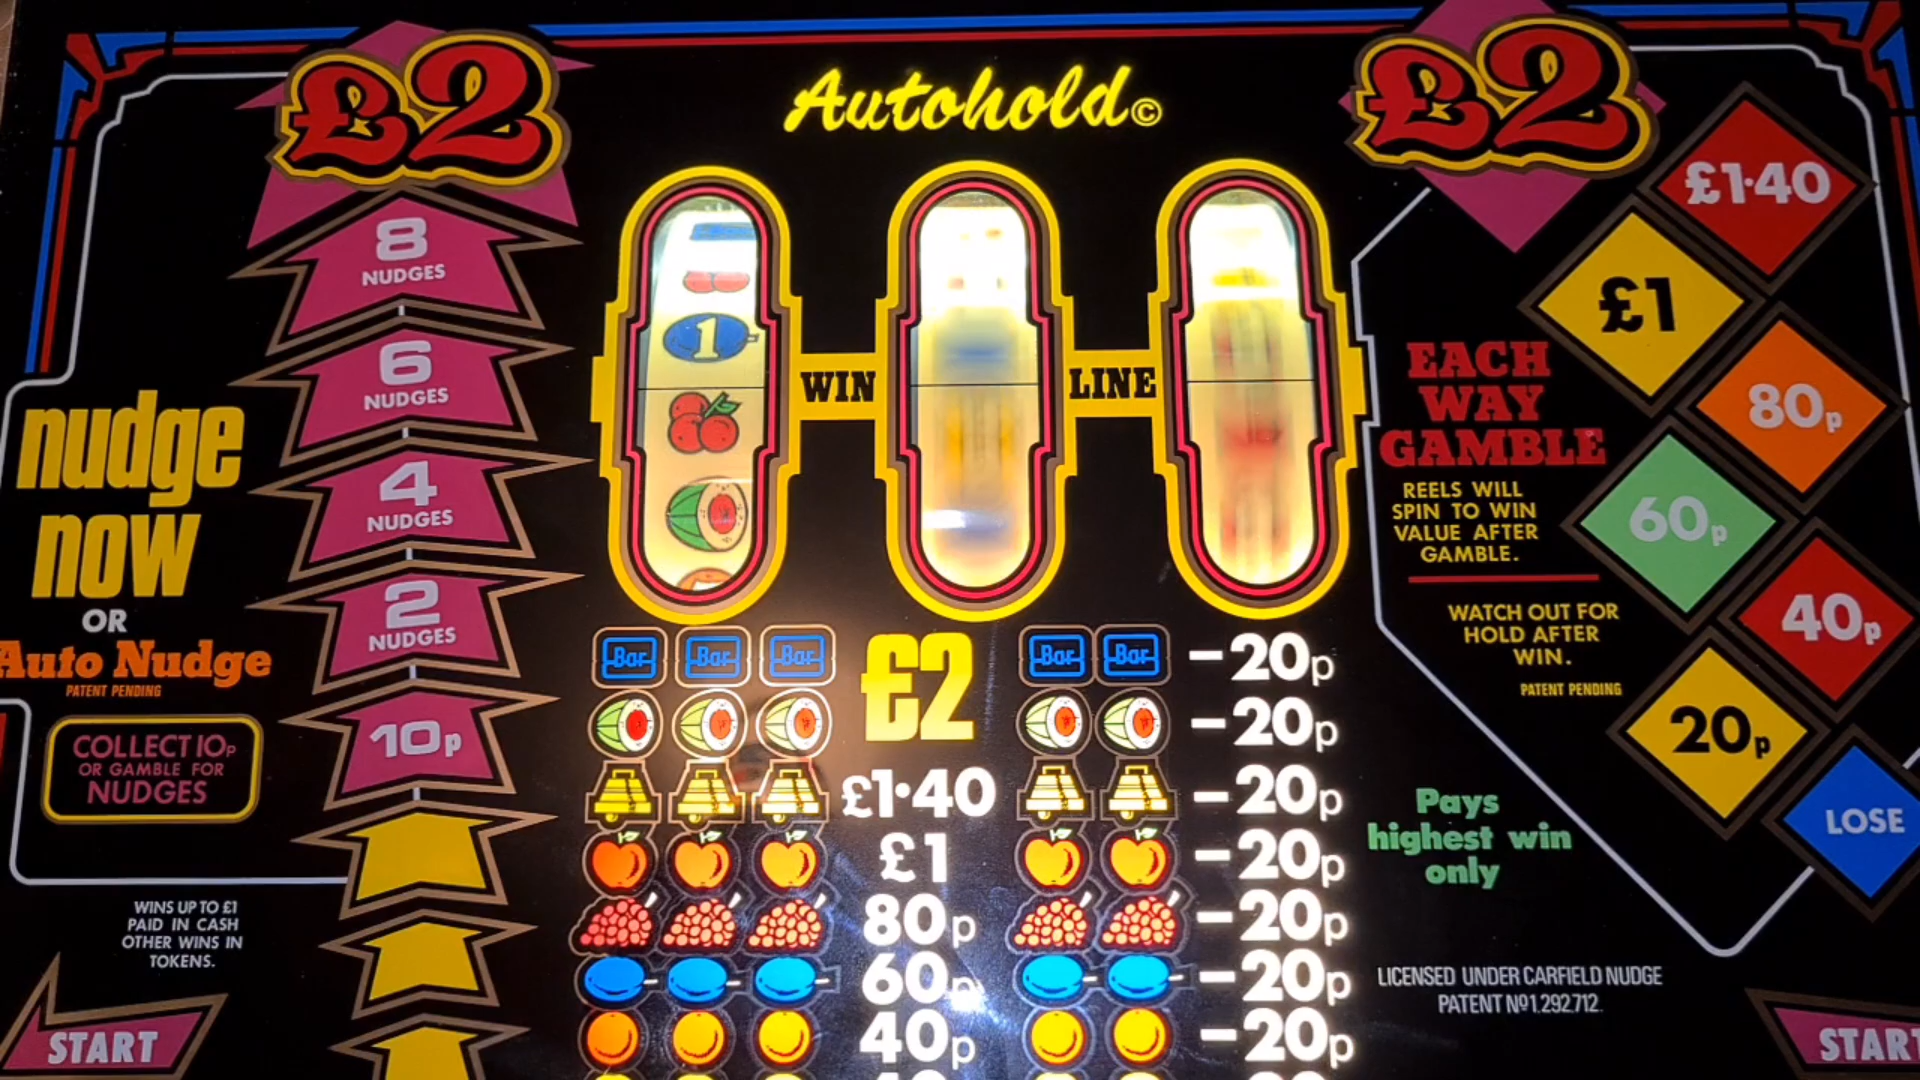 £2
Autohold©
£2
8
NUDGES
6
NUDGES
4
NUDGES
2
NUDGES
10p
nudge
now
OR
Auto Nudge
PATENT PENDING
COLLECT 10P
OR GAMBLE FOR
NUDGES
WINS UP TO £1
PAID IN CASH
OTHER WINS IN
TOKENS.
START
1
WIN
LINE
Bar Bar Bar £2 Bar Bar -20p
-20p
£1·40 -20p
£1 -20p
80p -20p
60p -20p
40p -20p
£1·40
£1
80p
60p
40p
20p
LOSE
EACH
WAY
GAMBLE
REELS WILL
SPIN TO WIN
VALUE AFTER
GAMBLE.
WATCH OUT FOR
HOLD AFTER
WIN.
PATENT PENDING
Pays
highest win
only
LICENSED UNDER CARFIELD NUDGE
PATENT Nº1.292.712.
START